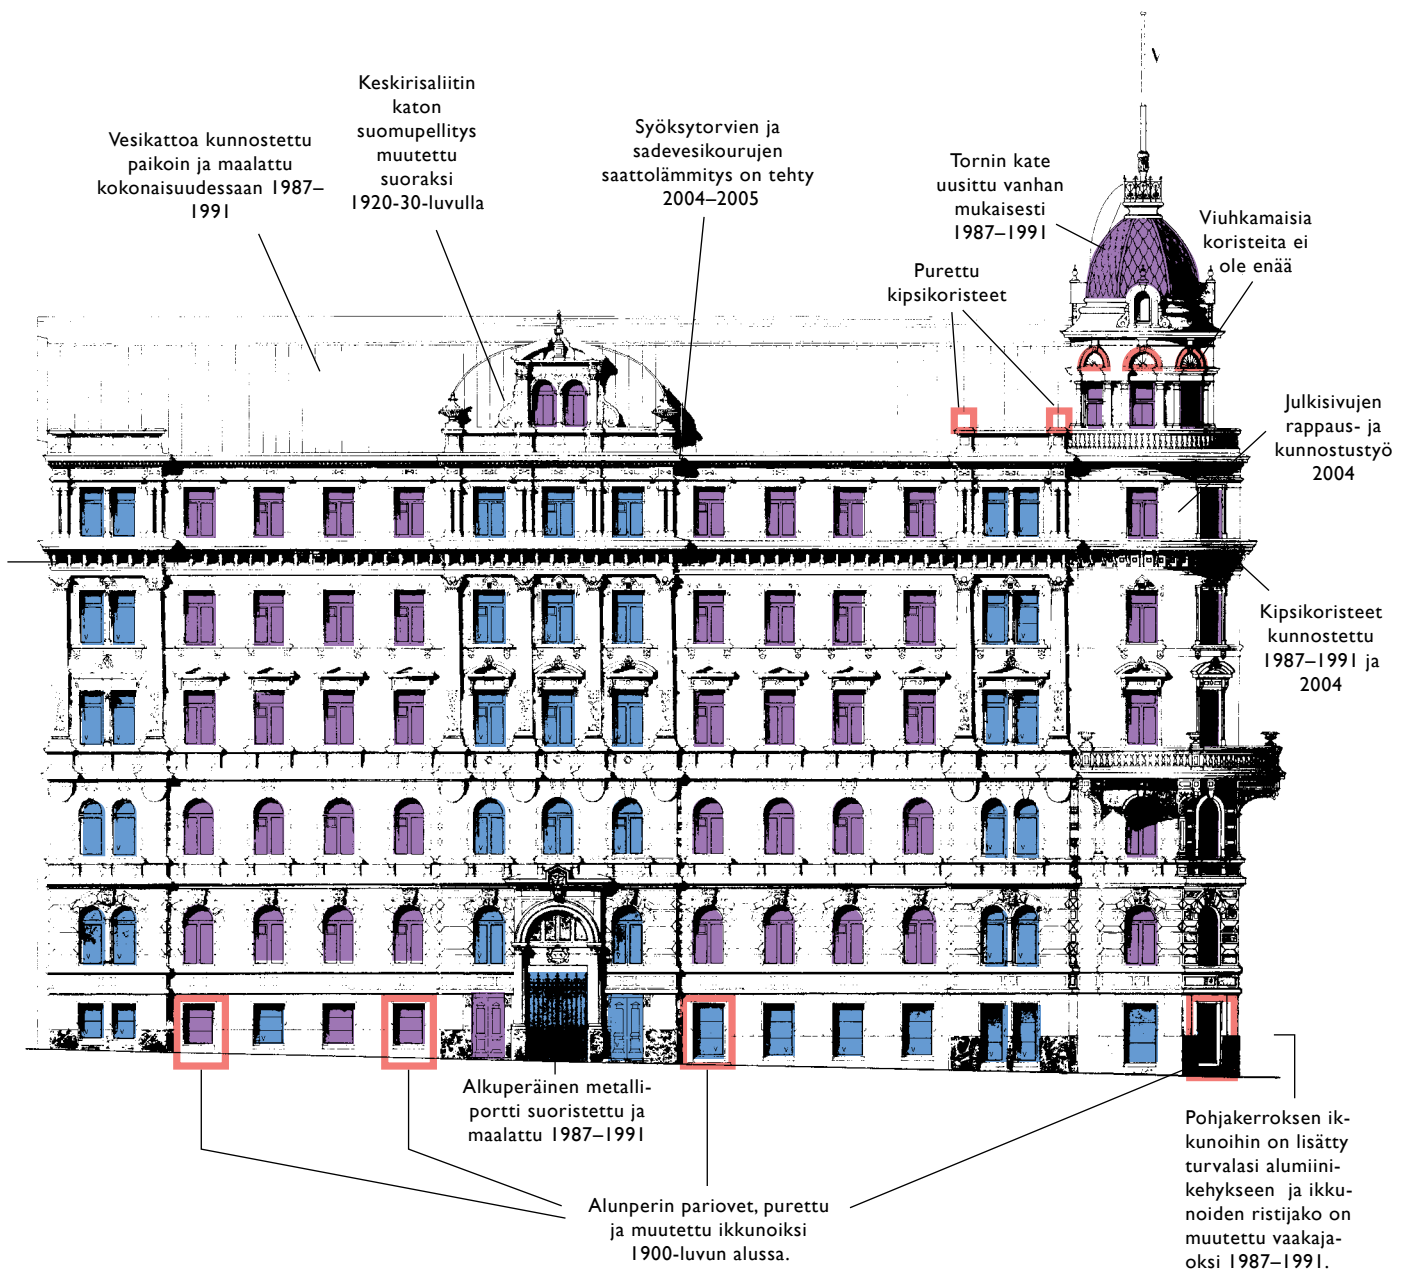 Vesikattoa kunnostettu
paikoin ja maalattu
kokonaisuudessaan 1987–
1991
Keskirisaliitin
katon
suomupellitys
muutettu
suoraksi
1920-30-luvulla
Syöksytorvien ja
sadevesikourujen
saattolämmitys on tehty
2004–2005
Tornin kate
uusittu vanhan
mukaisesti
1987–1991
Viuhkamaisia
koristeita ei
ole enää
Purettu
kipsikoristeet
Julkisivujen
rappaus- ja
kunnostustyö
2004
Kipsikoristeet
kunnostettu
1987–1991 ja
2004
Alkuperäinen metalli-
portti suoristettu ja
maalattu 1987–1991
Alunperin pariovet, purettu
ja muutettu ikkunoiksi
1900-luvun alussa.
Pohjakerroksen ik-
kunoihin on lisätty
turvalasi alumiini-
kehykseen ja ikku-
noiden ristijako on
muutettu vaakaja-
oksi 1987–1991.